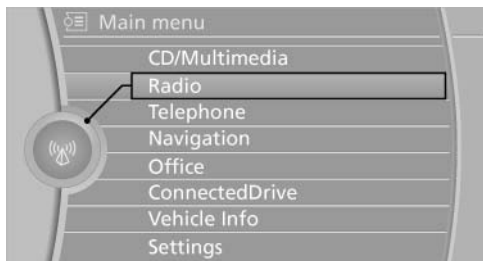 Main menu
CD/Multimedia
Radio
Telephone
Navigation
Office
ConnectedDrive
Vehicle Info
Settings